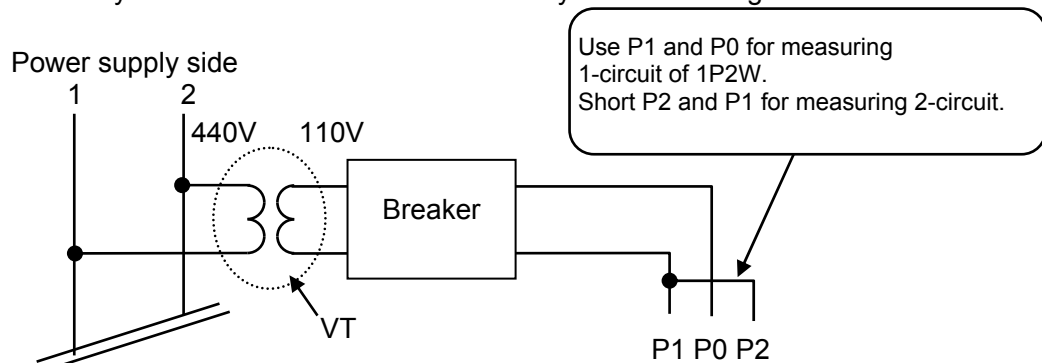 Use P1 and P0 for measuring
1-circuit of 1P2W.
Short P2 and P1 for measuring 2-circuit.
Power supply side
1 2
440V 110V
Breaker
VT
P1 P0 P2